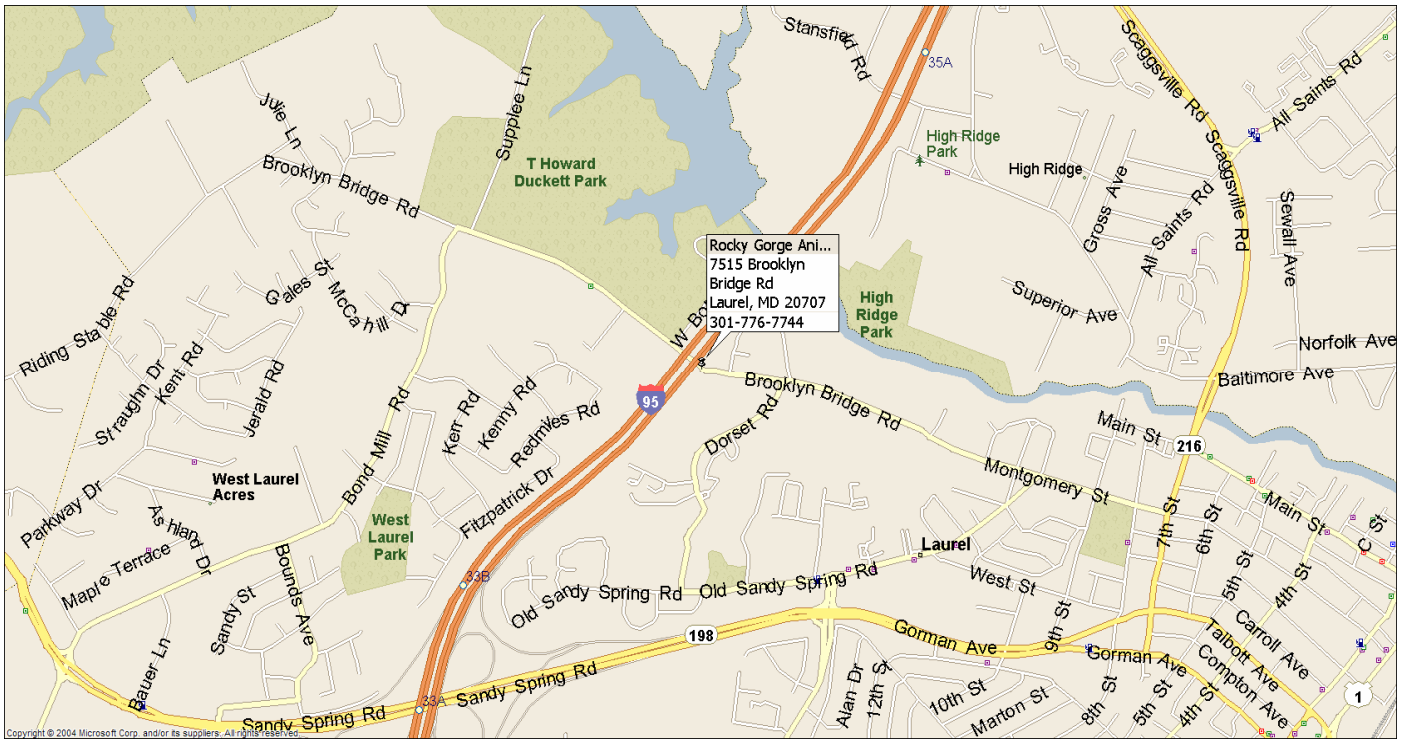 Stansfield Rd
35A
Scaggsville Rd
All Saints Rd
Julie Ln
Supplee Ln
High Ridge
Park
T Howard
Duckett Park
Brooklyn Bridge Rd
High Ridge
Gross Ave
All Saints Rd
Scaggsville Rd
Sewall Ave
Rocky Gorge Ani...
7515 Brooklyn
Bridge Rd
Laurel, MD 20707
301-776-7744
Gales St
McCahill Dr
Riding Stable Rd
W Bo
High
Ridge
Park
Superior Ave
Norfolk Ave
Baltimore Ave
Straughn Dr
Kent Rd
Jerald Rd
95
Brooklyn Bridge Rd
Kerr Rd
Kenny Rd
Redmiles Rd
Dorset Rd
Main St
216
Bond Mill Rd
West Laurel
Acres
Montgomery St
Main St
C St
Parkway Dr
Ashland Dr
West
Laurel
Park
Fitzpatrick Dr
7th St
6th St
Laurel
Maple Terrace
Bounds Ave
33B
Old Sandy Spring Rd
Old Sandy Spring Rd
West St
5th St
4th St
Sandy St
9th St
198
Gorman Ave
Gorman Ave
Carroll Ave
Talbott Ave
Compton Ave
Bauer Ln
Sandy Spring Rd
33A
Sandy Spring Rd
Alan Dr
12th St
10th St
Marton St
8th St
5th St
4th St
1
Copyright © 2004 Microsoft Corp. and/or its suppliers. All rights reserved.